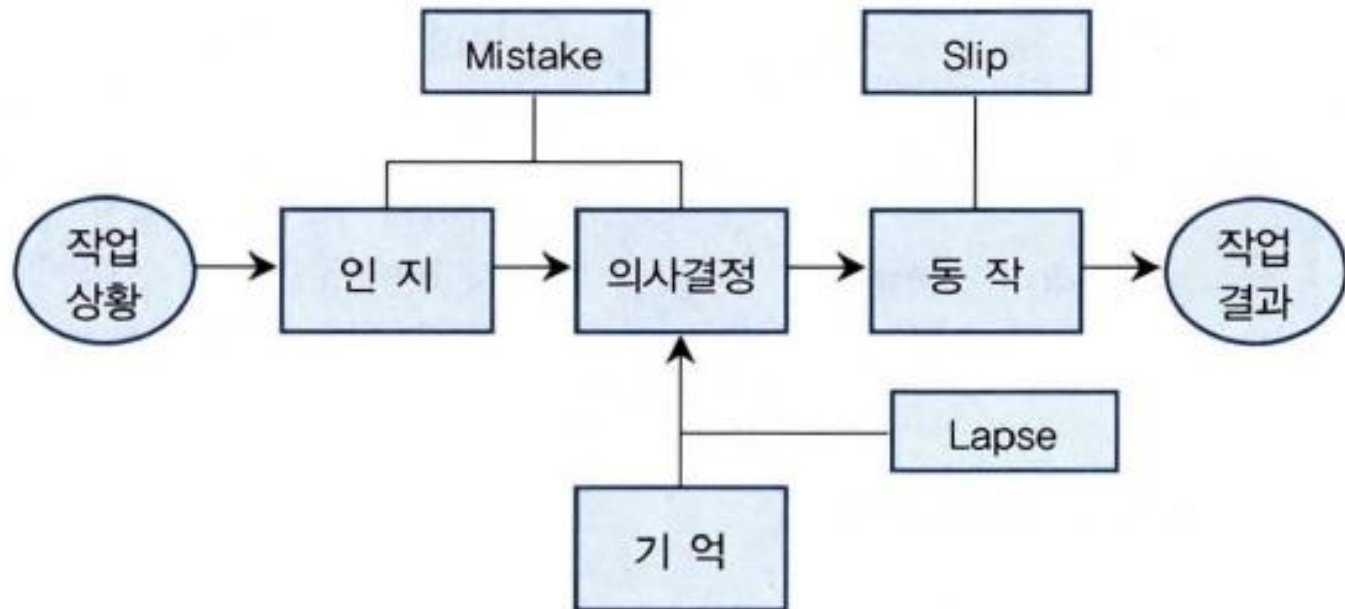 Mistake
Slip
작업
상황
인 지
의사결정
동 작
작업
결과
Lapse
기 억